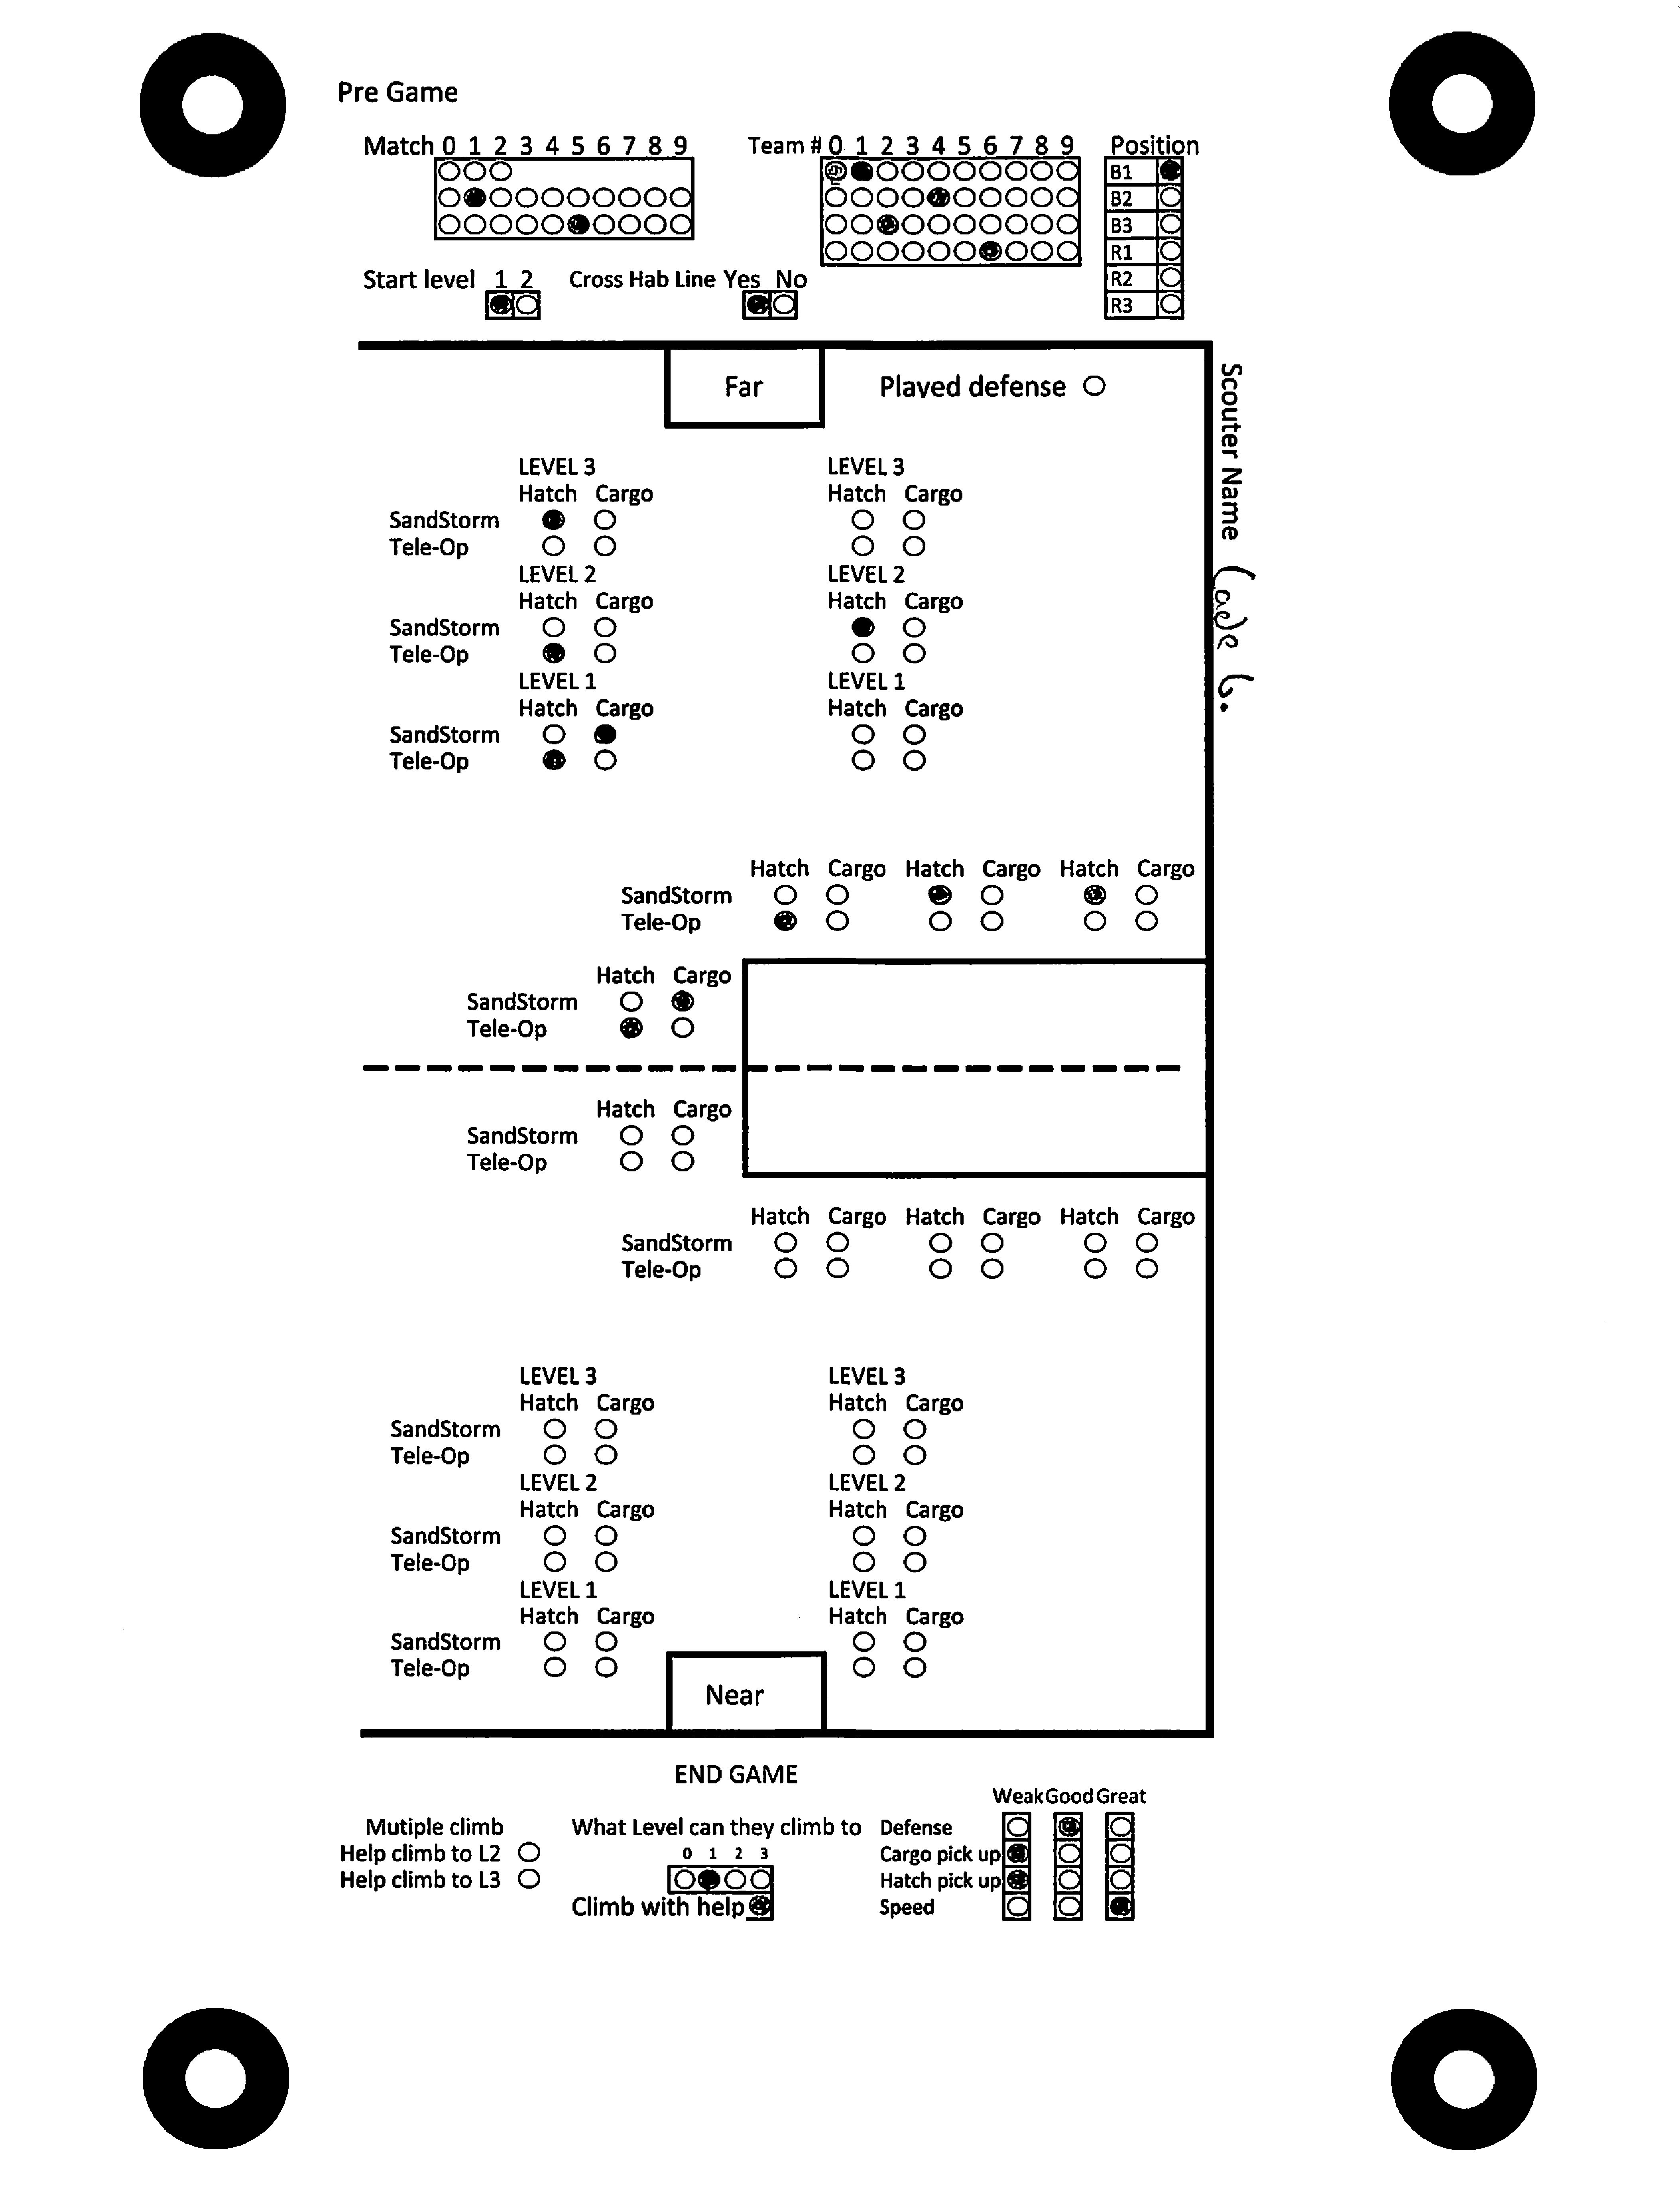 Pre Game
Match 0 1 2 3 4 5 6 7 8 9
Team # 0 1 2 3 4 5 6 7 8 9
Position
B1
B2
B3
R1
R2
R3
Start level 1 2
Cross Hab Line Yes No
Far
Played defense
Scouter Name Cade G.
LEVEL 3 LEVEL 3
Hatch Cargo Hatch Cargo
SandStorm
Tele-Op
LEVEL 2 LEVEL 2
Hatch Cargo Hatch Cargo
SandStorm
Tele-Op
LEVEL 1 LEVEL 1
Hatch Cargo Hatch Cargo
SandStorm
Tele-Op
Hatch Cargo Hatch Cargo Hatch Cargo
SandStorm
Tele-Op
Hatch Cargo
SandStorm
Tele-Op
Hatch Cargo
SandStorm
Tele-Op
Hatch Cargo Hatch Cargo Hatch Cargo
SandStorm
Tele-Op
LEVEL 3 LEVEL 3
Hatch Cargo Hatch Cargo
SandStorm
Tele-Op
LEVEL 2 LEVEL 2
Hatch Cargo Hatch Cargo
SandStorm
Tele-Op
LEVEL 1 LEVEL 1
Hatch Cargo Hatch Cargo
SandStorm
Tele-Op
Near
END GAME
Mutiple climb
Help climb to L2
Help climb to L3
What Level can they climb to
0 1 2 3
Climb with help
Weak Good Great
Defense
Cargo pick up
Hatch pick up
Speed